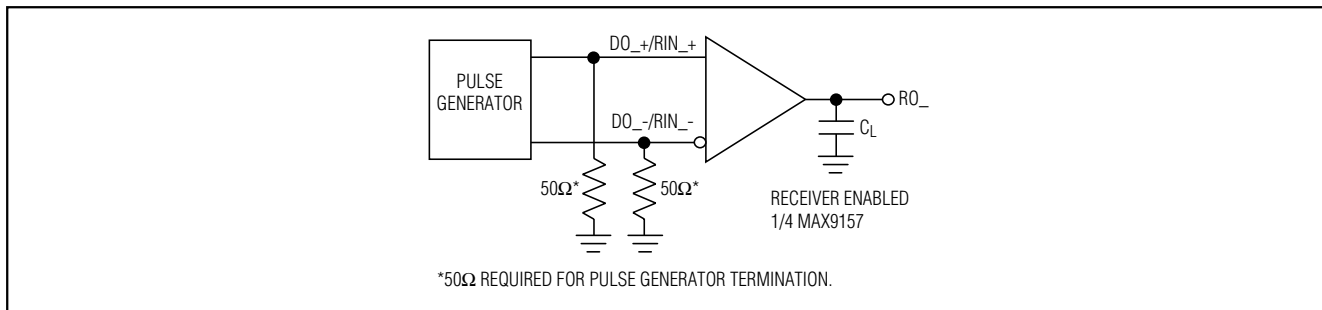 DO_+/RIN_+
PULSE
GENERATOR
RO_
DO_-/RIN_-
CL
50Ω*
50Ω*
RECEIVER ENABLED
1/4 MAX9157
*50Ω REQUIRED FOR PULSE GENERATOR TERMINATION.